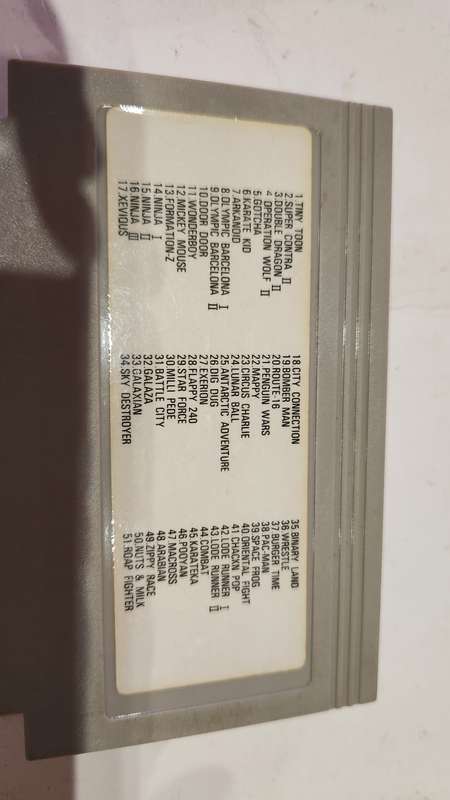 1.TINY TOON
2.SUPER CONTRA II
3.DOUBLE DRAGON II
4.OPERATION WOLF II
5.GOTCHA
6.KARATE KID
7.ARKANOID
8.OLYMPIC BARCELONA I
9.OLYMPIC BARCELONA II
10.DOOR DOOR
11.WONDERBOY
12.MICKEY MOUSE
13.FORMATION-Z
14.NINJA I
15.NINJA II
16.NINJA III
17.XEVIDUS
18.CITY CONNECTION
19.BOMBER MAN
20.ROUTE-16
21.PENGUIN WARS
22.MAPPY
23.CIRCUS CHARLIE
24.LUNAR BALL
25.ANTARCTIC ADVENTURE
26.DIG DUG
27.EXERION
28.FLAPPY 240
29.STAR FORCE
30.MILLI PEDE
31.BATTLE CITY
32.GALAZA
33.GALAXIAN
34.SKY DESTROYER
35.BINARY LAND
36.WRESTLE
37.BURGER TIME
38.PAC-MAN
39.SPACE FROG
40.ORIENTAL FIGHT
41.CHACKN POP
42.LODE RUNNER I
43.LODE RUNNER II
44.COMBAT
45.KARATEKA
46.POOYAN
47.MACROSS
48.ARABIAN
49.ZIPPY RACE
50.NUTS & MILK
51.ROAP FIGHTER